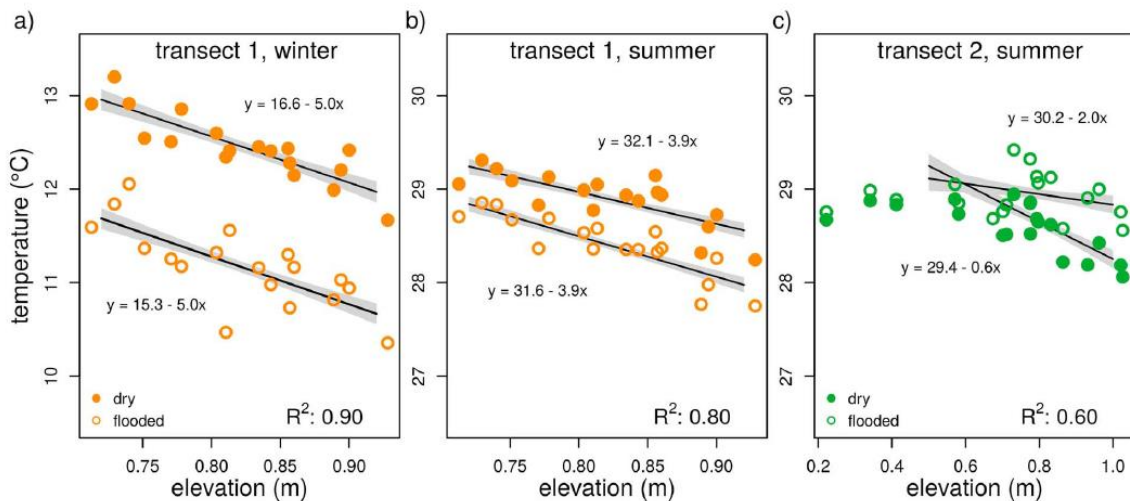 a) b) c)
transect 1, winter
transect 1, summer
transect 2, summer
temperature (°C)
13
12
11
10
y = 16.6 - 5.0x
y = 15.3 - 5.0x
dry
flooded
R²: 0.90
0.75 0.80 0.85 0.90
elevation (m)
30
29
28
27
y = 32.1 - 3.9x
y = 31.6 - 3.9x
dry
flooded
R²: 0.80
0.75 0.80 0.85 0.90
elevation (m)
30
29
28
27
y = 30.2 - 2.0x
y = 29.4 - 0.6x
dry
flooded
R²: 0.60
0.2 0.4 0.6 0.8 1.0
elevation (m)